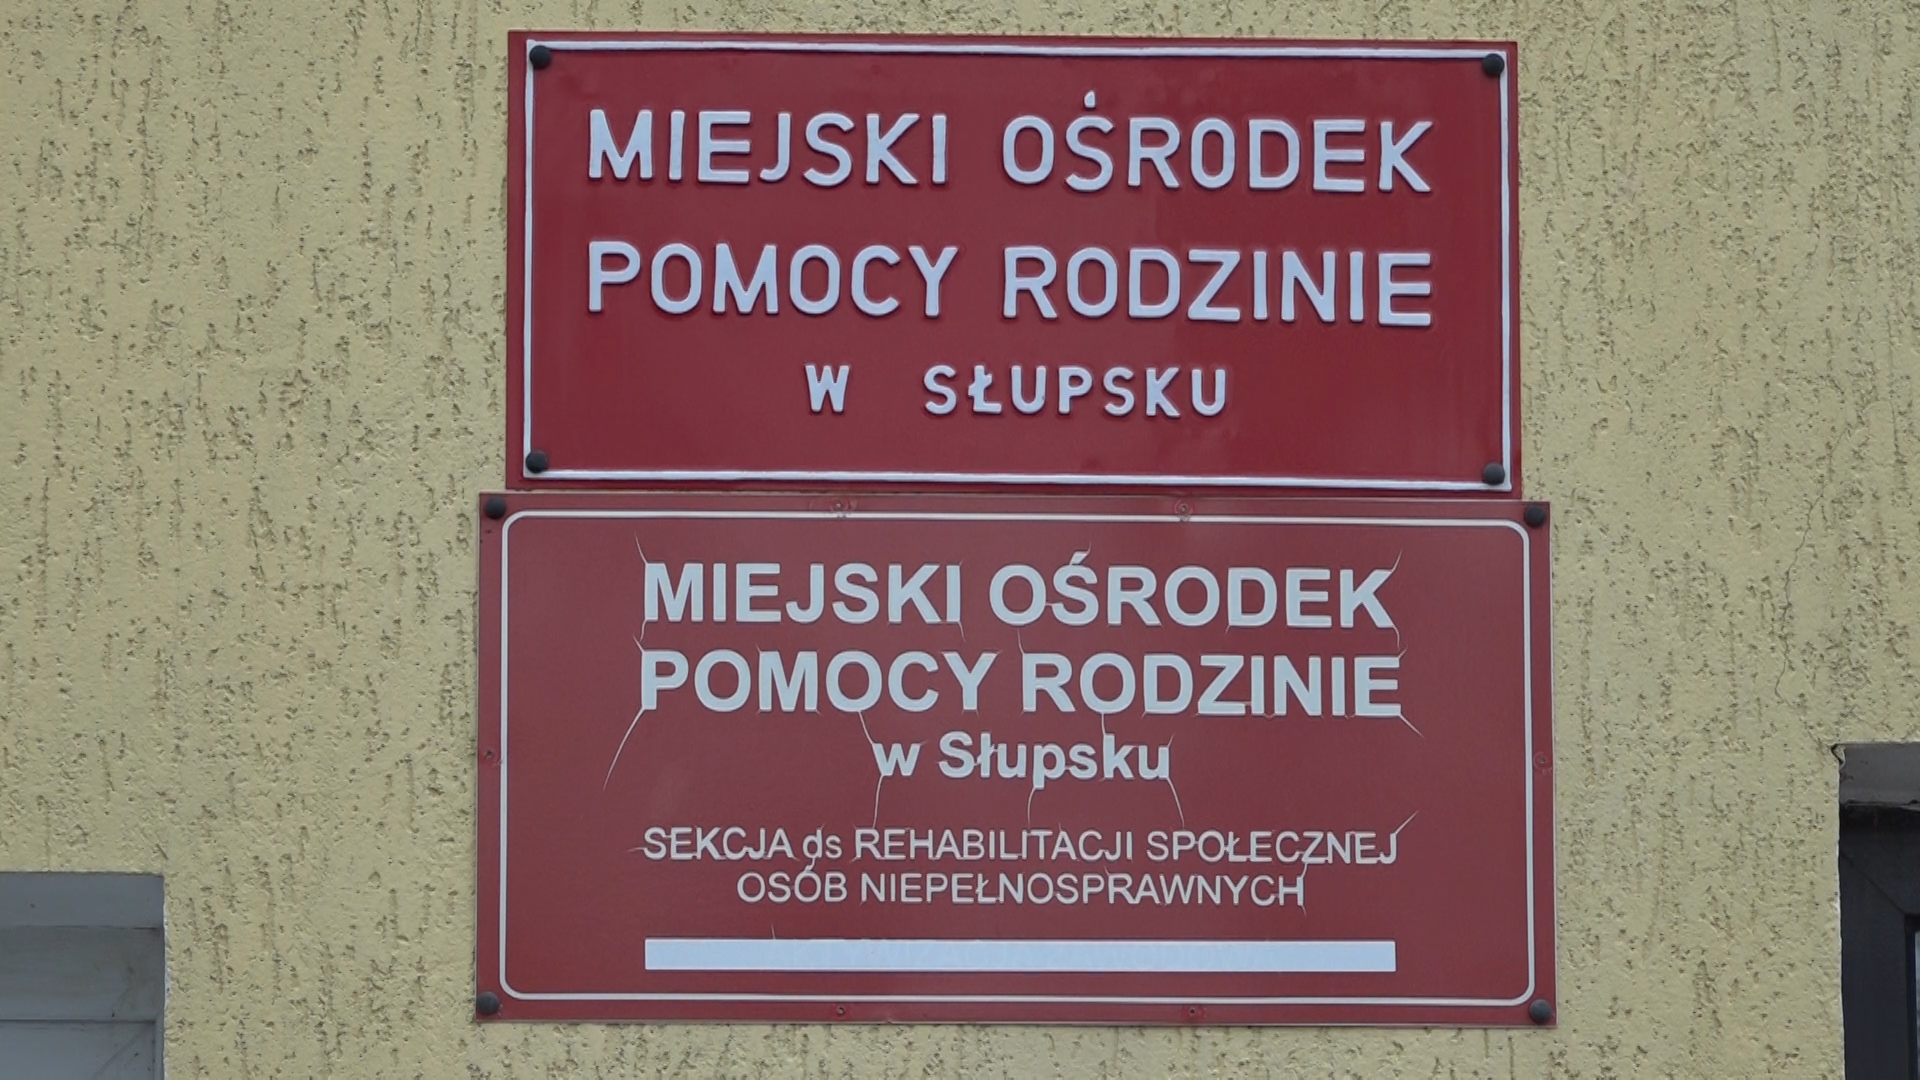 MIEJSKI OŚRODEK
POMOCY RODZINIE
W SŁUPSKU
MIEJSKI OŚRODEK
POMOCY RODZINIE
w Słupsku
SEKCJA ds REHABILITACJI SPOŁECZNEJ
OSÓB NIEPEŁNOSPRAWNYCH